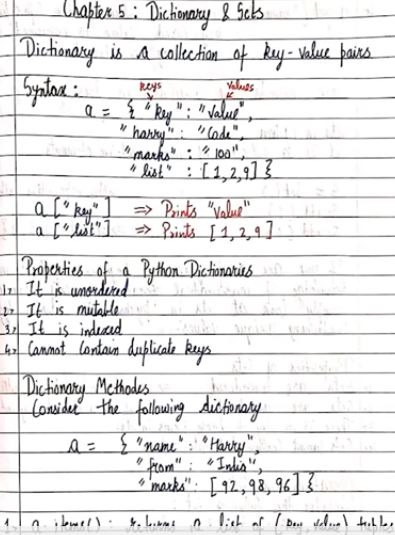 Chapter 5 : Dictionary & Sets
Dictionary is a collection of key-value pairs
Syntax :
keys values
a = { "key" : "value",
"harry" : "Code",
"marks" : "100",
"list" : [1,2,9] }
a ["key"] ⇒ Prints "value"
a ["list"] ⇒ Prints [1,2,9]
Properties of a Python Dictionaries
1> It is unordered
2> It is mutable
3> It is indexed
4> Cannot Contain duplicate keys
Dictionary Methodes
Consider the following dictionary
a = { "name" : "Harry",
"from" : "India",
"marks" : [92, 98, 96] }
1. a.items() : returns a list of (key, value) tuples